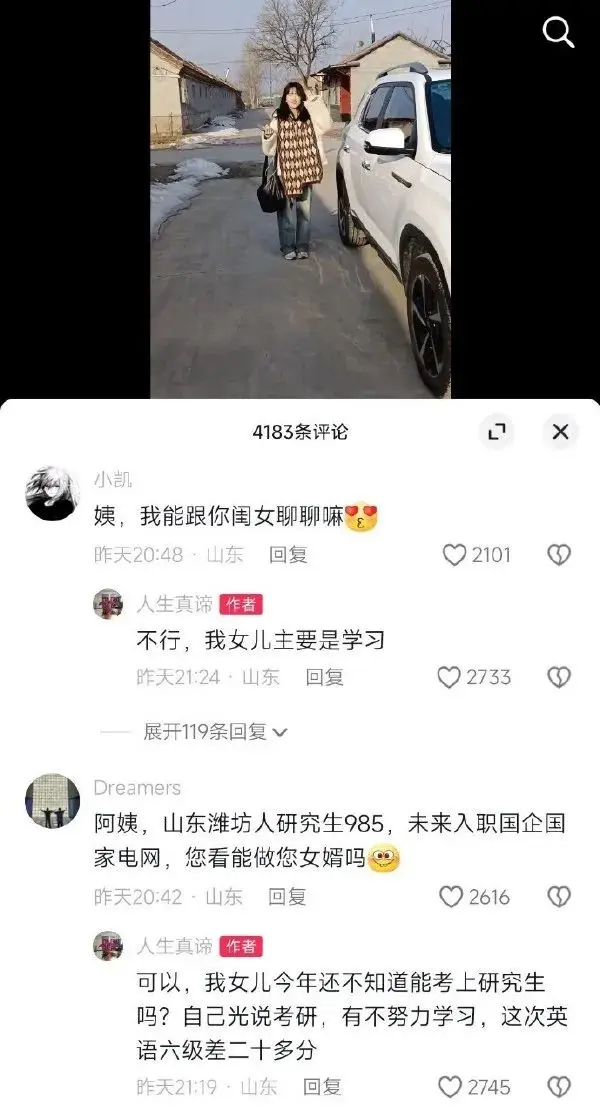 4183条评论
小凯
姨，我能跟你闺女聊聊嘛
昨天20:48 · 山东 回复 2101
人生真谛 作者
不行，我女儿主要是学习
昨天21:24 · 山东 回复 2733
展开119条回复
Dreamers
阿姨，山东潍坊人研究生985，未来入职国企国
家电网，您看能做您女婿吗
昨天20:42 · 山东 回复 2616
人生真谛 作者
可以，我女儿今年还不知道能考上研究生
吗？自己光说考研，有不努力学习，这次英
语六级差二十多分
昨天21:19 · 山东 回复 2745